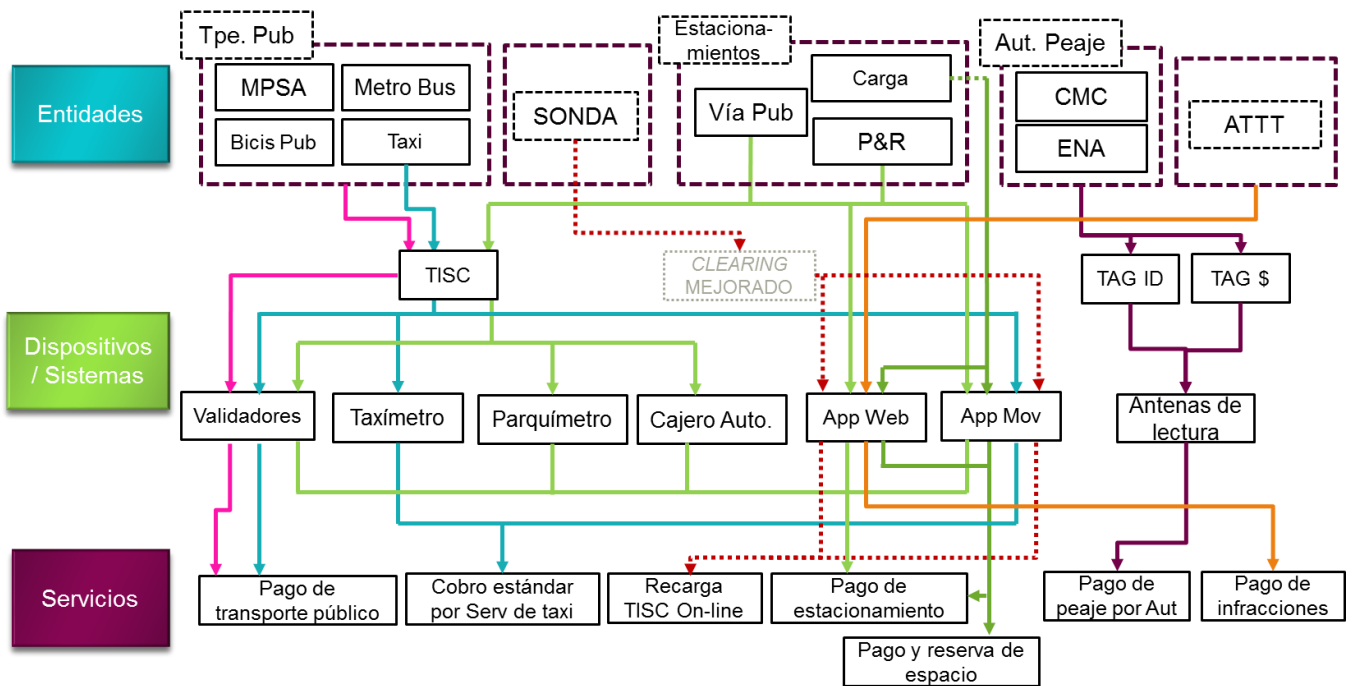 Entidades
Tpe. Pub
MPSA
Metro Bus
Bicis Pub
Taxi
SONDA
Estaciona-
mientos
Carga
Vía Pub
P&R
Aut. Peaje
CMC
ENA
ATTT
Dispositivos
/ Sistemas
TISC
CLEARING
MEJORADO
TAG ID
TAG $
Validadores
Taxímetro
Parquímetro
Cajero Auto.
App Web
App Mov
Antenas de
lectura
Servicios
Pago de
transporte público
Cobro estándar
por Serv de taxi
Recarga
TISC On-line
Pago de
estacionamiento
Pago y reserva de
espacio
Pago de
peaje por Aut
Pago de
infracciones